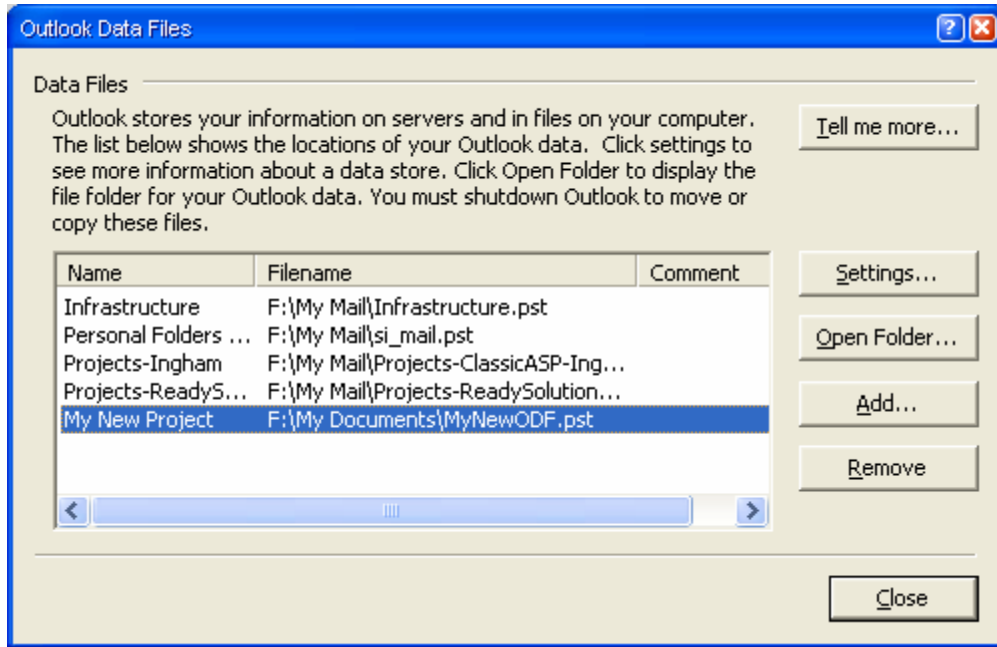 Outlook Data Files
Data Files
Outlook stores your information on servers and in files on your computer.
The list below shows the locations of your Outlook data.  Click settings to
see more information about a data store. Click Open Folder to display the
file folder for your Outlook data. You must shutdown Outlook to move or
copy these files.
Tell me more...
Name Filename Comment
Infrastructure F:\My Mail\Infrastructure.pst
Personal Folders ... F:\My Mail\si_mail.pst
Projects-Ingham F:\My Mail\Projects-ClassicASP-Ing...
Projects-ReadyS... F:\My Mail\Projects-ReadySolution...
My New Project F:\My Documents\MyNewODF.pst
Settings...
Open Folder...
Add...
Remove
Close